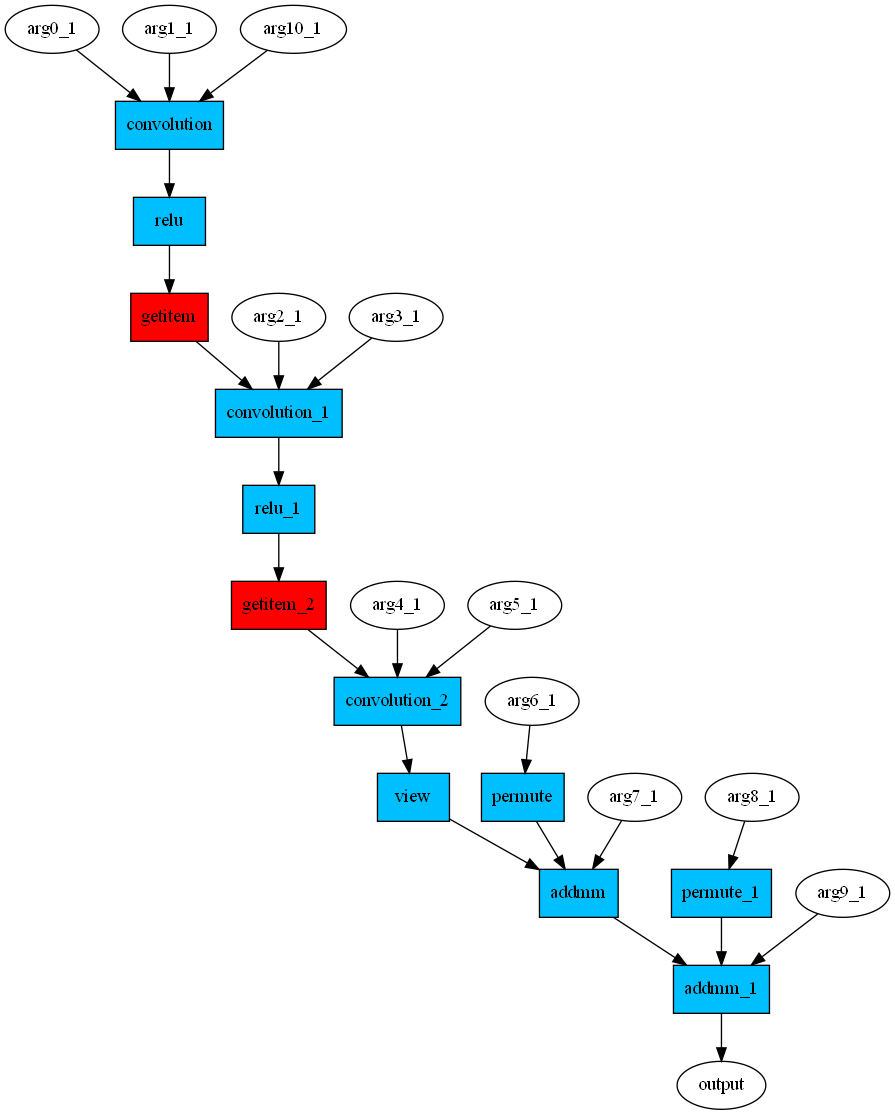 arg0_1 arg1_1 arg10_1
convolution
relu
getitem arg2_1 arg3_1
convolution_1
relu_1
getitem_2 arg4_1 arg5_1
convolution_2 arg6_1
view permute arg7_1 arg8_1
addmm permute_1 arg9_1
addmm_1
output